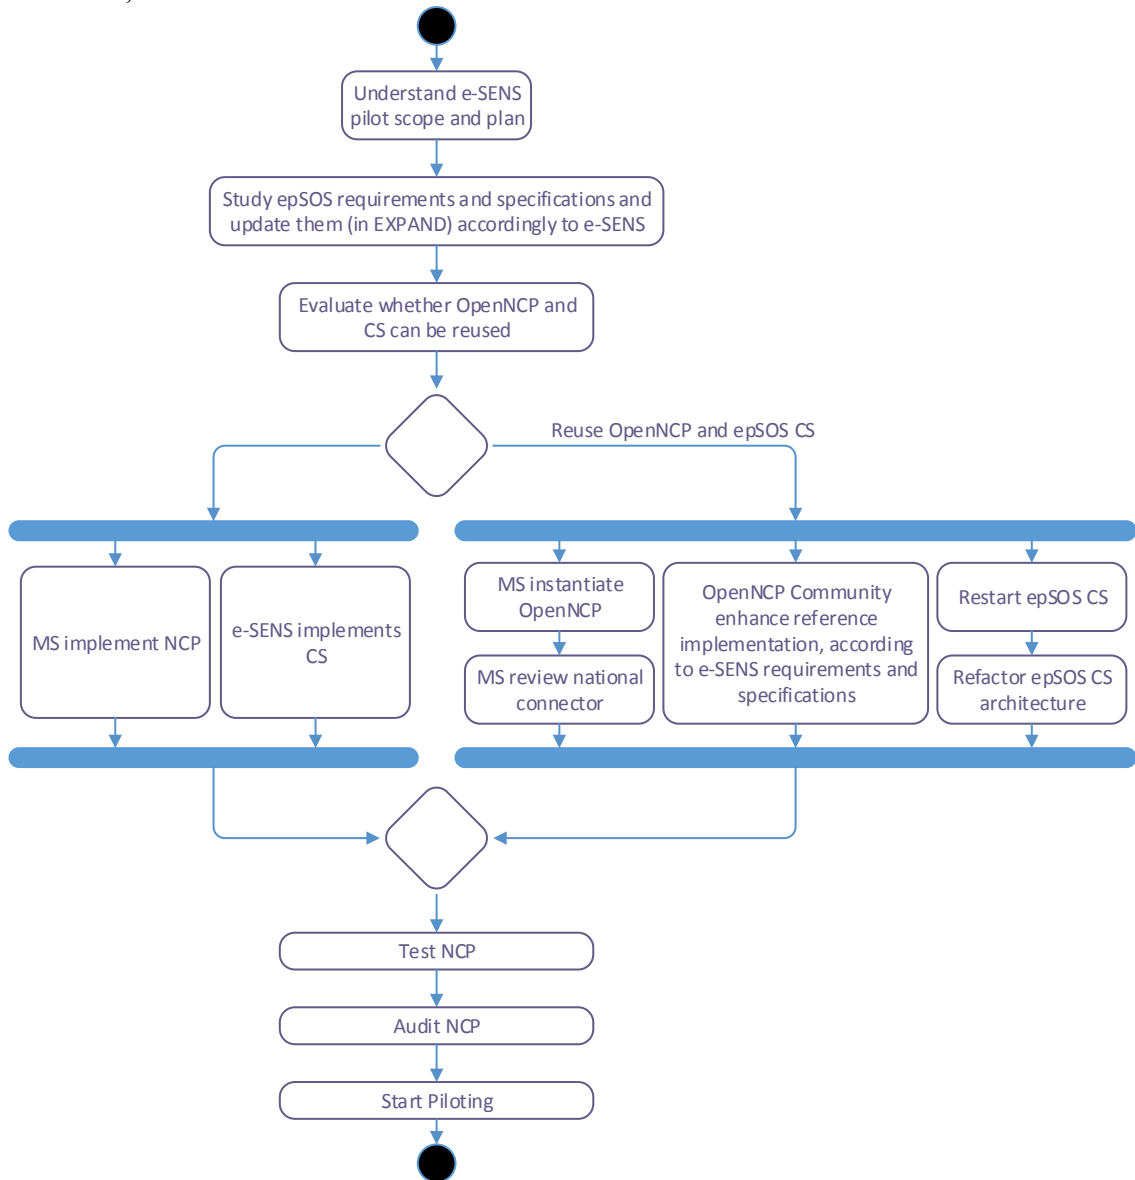 Understand e-SENS
pilot scope and plan
Study epSOS requirements and specifications and
update them (in EXPAND) accordingly to e-SENS
Evaluate whether OpenNCP and
CS can be reused
Reuse OpenNCP and epSOS CS
MS implement NCP
e-SENS implements
CS
MS instantiate
OpenNCP
MS review national
connector
OpenNCP Community
enhance reference
implementation, according
to e-SENS requirements and
specifications
Restart epSOS CS
Refactor epSOS CS
architecture
Test NCP
Audit NCP
Start Piloting